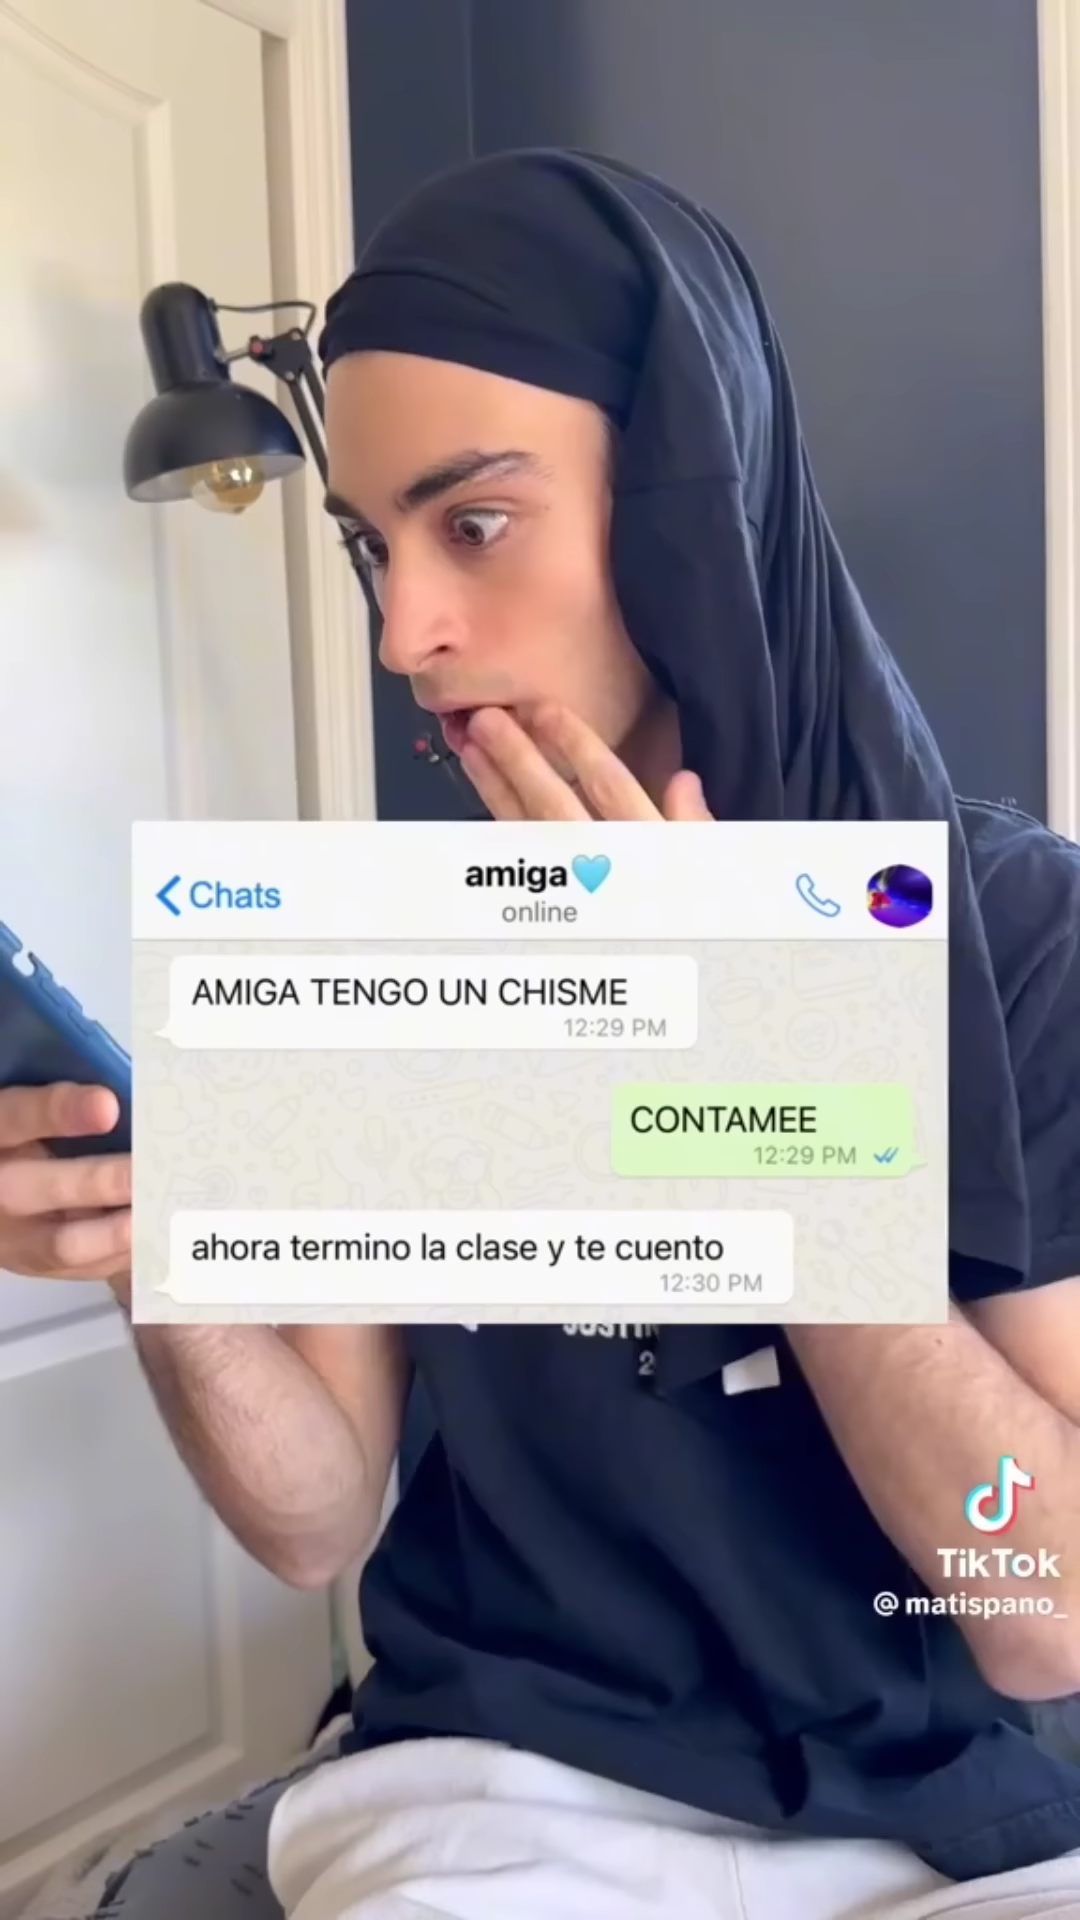 Chats
amiga🩵
online
AMIGA TENGO UN CHISME
12:29 PM
CONTAMEE
12:29 PM
ahora termino la clase y te cuento
12:30 PM
2
TikTok
@matispano_